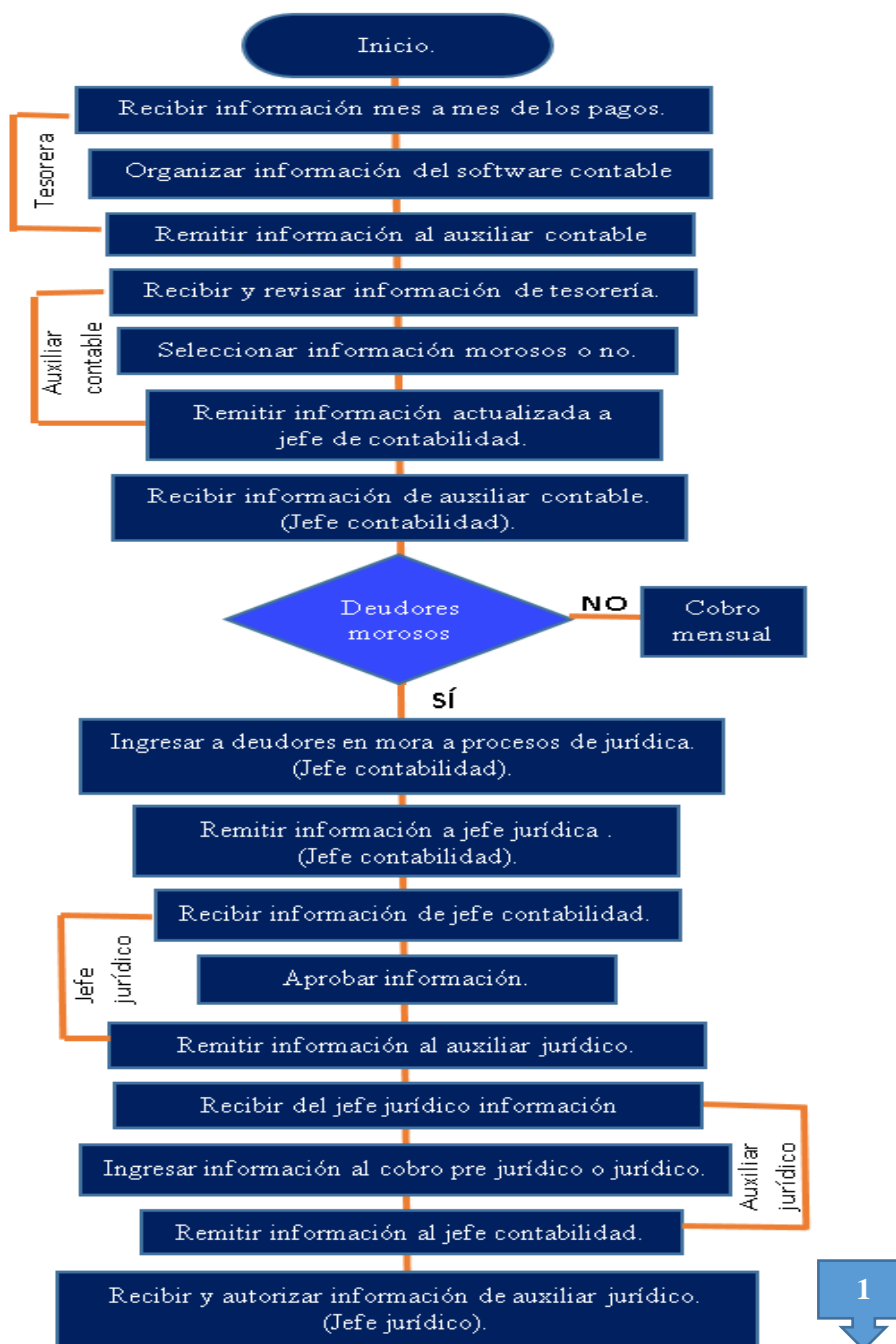 Inicio.
Recibir información mes a mes de los pagos.
Tesorera
Organizar información del software contable
Remitir información al auxiliar contable
Recibir y revisar información de tesorería.
Auxiliar
contable
Seleccionar información morosos o no.
Remitir información actualizada a
jefe de contabilidad.
Recibir información de auxiliar contable.
(Jefe contabilidad).
Deudores
morosos
NO
Cobro
mensual
SÍ
Ingresar a deudores en mora a procesos de jurídica.
(Jefe contabilidad).
Remitir información a jefe jurídica .
(Jefe contabilidad).
Recibir información de jefe contabilidad.
Jefe
jurídico
Aprobar información.
Remitir información al auxiliar jurídico.
Recibir del jefe jurídico información
Ingresar información al cobro pre jurídico o jurídico.
Auxiliar
jurídico
Remitir información al jefe contabilidad.
Recibir y autorizar información de auxiliar jurídico.
(Jefe jurídico).
1